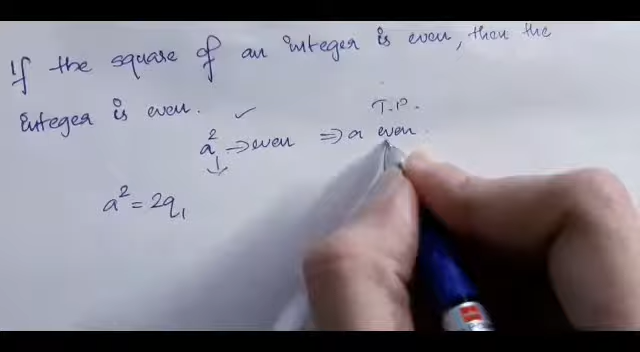 If the square of an integer is even, then the
integer is even. ✓
T.P.
a² → even ⇒ a even.
a² = 2q₁